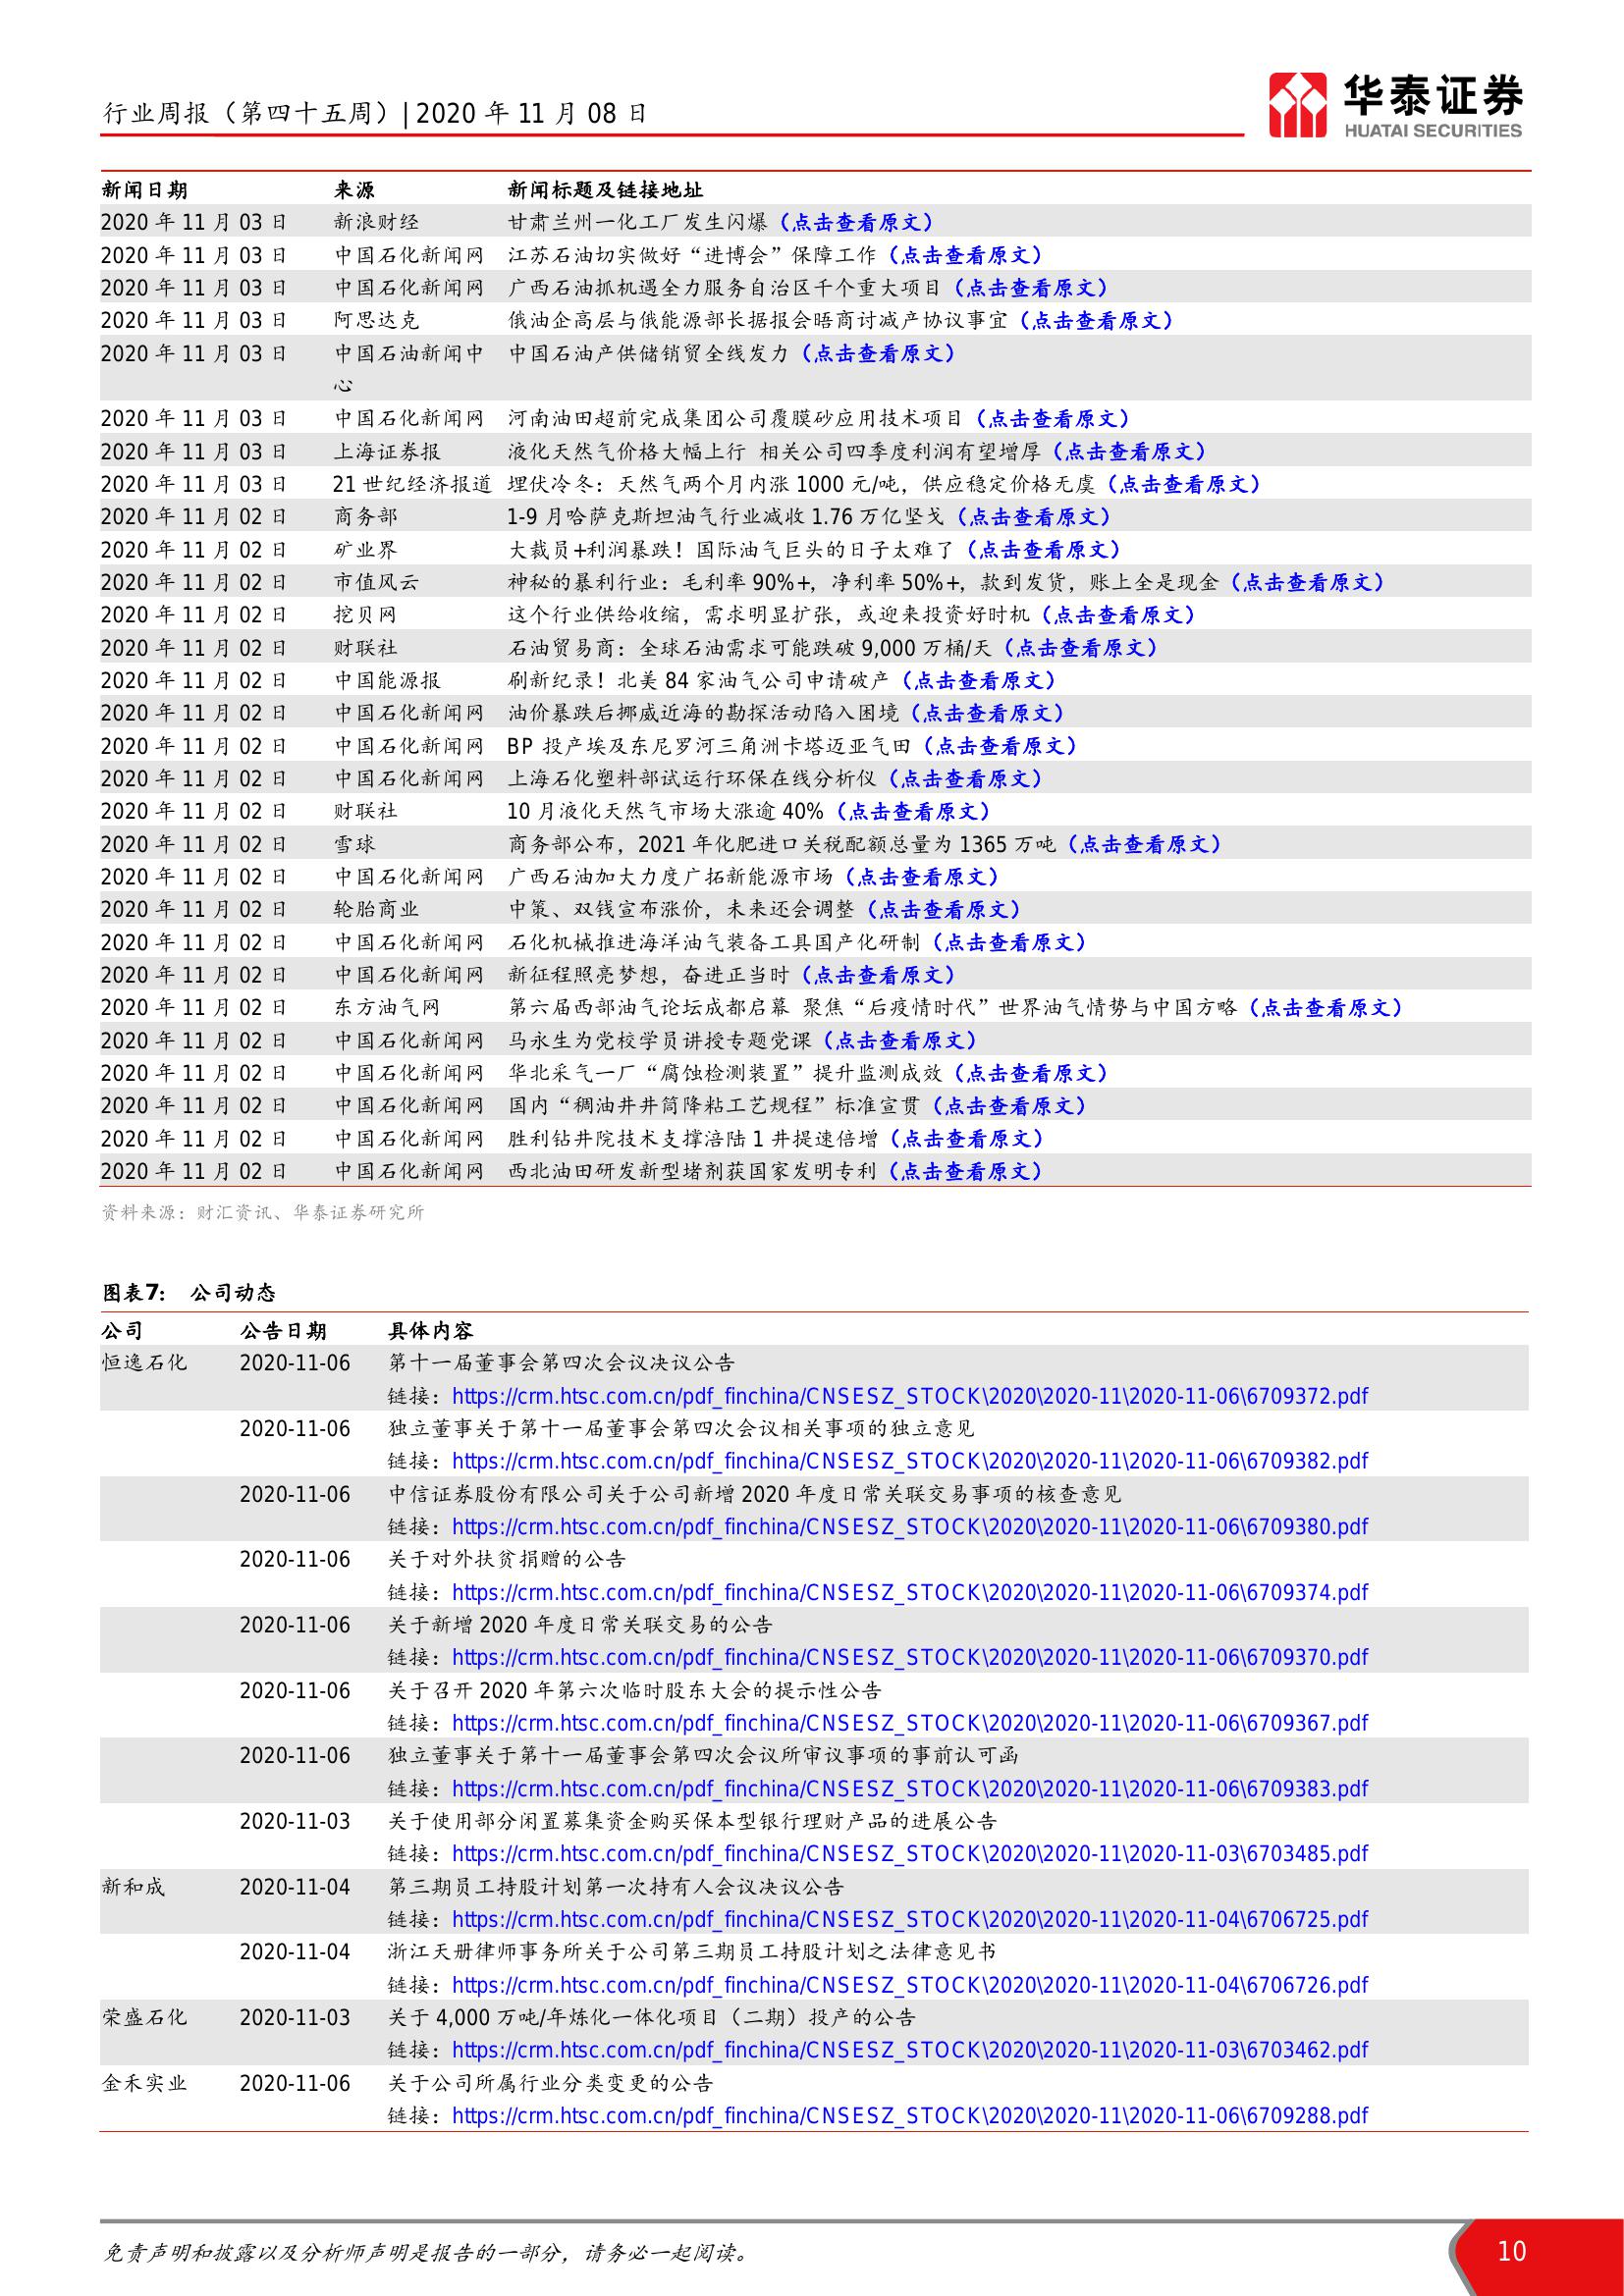 行业周报（第四十五周）| 2020 年 11 月 08 日
华泰证券
HUATAI SECURITIES
新闻日期 来源 新闻标题及链接地址
2020 年 11 月 03 日 新浪财经 甘肃兰州一化工厂发生闪爆（点击查看原文）
2020 年 11 月 03 日 中国石化新闻网 江苏石油切实做好“进博会”保障工作（点击查看原文）
2020 年 11 月 03 日 中国石化新闻网 广西石油抓机遇全力服务自治区千个重大项目（点击查看原文）
2020 年 11 月 03 日 阿思达克 俄油企高层与俄能源部长据报会晤商讨减产协议事宜（点击查看原文）
2020 年 11 月 03 日 中国石油新闻中 中国石油产供储销贸全线发力（点击查看原文）
心
2020 年 11 月 03 日 中国石化新闻网 河南油田超前完成集团公司覆膜砂应用技术项目（点击查看原文）
2020 年 11 月 03 日 上海证券报 液化天然气价格大幅上行 相关公司四季度利润有望增厚（点击查看原文）
2020 年 11 月 03 日 21 世纪经济报道 埋伏冷冬：天然气两个月内涨 1000 元/吨，供应稳定价格无虞（点击查看原文）
2020 年 11 月 02 日 商务部 1-9 月哈萨克斯坦油气行业减收 1.76 万亿坚戈（点击查看原文）
2020 年 11 月 02 日 矿业界 大裁员+利润暴跌！国际油气巨头的日子太难了（点击查看原文）
2020 年 11 月 02 日 市值风云 神秘的暴利行业：毛利率 90%+，净利率 50%+，款到发货，账上全是现金（点击查看原文）
2020 年 11 月 02 日 挖贝网 这个行业供给收缩，需求明显扩张，或迎来投资好时机（点击查看原文）
2020 年 11 月 02 日 财联社 石油贸易商：全球石油需求可能跌破 9,000 万桶/天（点击查看原文）
2020 年 11 月 02 日 中国能源报 刷新纪录！北美 84 家油气公司申请破产（点击查看原文）
2020 年 11 月 02 日 中国石化新闻网 油价暴跌后挪威近海的勘探活动陷入困境（点击查看原文）
2020 年 11 月 02 日 中国石化新闻网 BP 投产埃及东尼罗河三角洲卡塔迈亚气田（点击查看原文）
2020 年 11 月 02 日 中国石化新闻网 上海石化塑料部试运行环保在线分析仪（点击查看原文）
2020 年 11 月 02 日 财联社 10 月液化天然气市场大涨逾 40%（点击查看原文）
2020 年 11 月 02 日 雪球 商务部公布，2021 年化肥进口关税配额总量为 1365 万吨（点击查看原文）
2020 年 11 月 02 日 中国石化新闻网 广西石油加大力度广拓新能源市场（点击查看原文）
2020 年 11 月 02 日 轮胎商业 中策、双钱宣布涨价，未来还会调整（点击查看原文）
2020 年 11 月 02 日 中国石化新闻网 石化机械推进海洋油气装备工具国产化研制（点击查看原文）
2020 年 11 月 02 日 中国石化新闻网 新征程照亮梦想，奋进正当时（点击查看原文）
2020 年 11 月 02 日 东方油气网 第六届西部油气论坛成都启幕 聚焦“后疫情时代”世界油气情势与中国方略（点击查看原文）
2020 年 11 月 02 日 中国石化新闻网 马永生为党校学员讲授专题党课（点击查看原文）
2020 年 11 月 02 日 中国石化新闻网 华北采气一厂“腐蚀检测装置”提升监测成效（点击查看原文）
2020 年 11 月 02 日 中国石化新闻网 国内“稠油井井筒降粘工艺规程”标准宣贯（点击查看原文）
2020 年 11 月 02 日 中国石化新闻网 胜利钻井院技术支撑涪陆 1 井提速倍增（点击查看原文）
2020 年 11 月 02 日 中国石化新闻网 西北油田研发新型堵剂获国家发明专利（点击查看原文）
资料来源：财汇资讯、华泰证券研究所
图表7： 公司动态
公司 公告日期 具体内容
恒逸石化 2020-11-06 第十一届董事会第四次会议决议公告
链接：https://crm.htsc.com.cn/pdf_finchina/CNSESZ_STOCK\2020\2020-11\2020-11-06\6709372.pdf
2020-11-06 独立董事关于第十一届董事会第四次会议相关事项的独立意见
链接：https://crm.htsc.com.cn/pdf_finchina/CNSESZ_STOCK\2020\2020-11\2020-11-06\6709382.pdf
2020-11-06 中信证券股份有限公司关于公司新增 2020 年度日常关联交易事项的核查意见
链接：https://crm.htsc.com.cn/pdf_finchina/CNSESZ_STOCK\2020\2020-11\2020-11-06\6709380.pdf
2020-11-06 关于对外扶贫捐赠的公告
链接：https://crm.htsc.com.cn/pdf_finchina/CNSESZ_STOCK\2020\2020-11\2020-11-06\6709374.pdf
2020-11-06 关于新增 2020 年度日常关联交易的公告
链接：https://crm.htsc.com.cn/pdf_finchina/CNSESZ_STOCK\2020\2020-11\2020-11-06\6709370.pdf
2020-11-06 关于召开 2020 年第六次临时股东大会的提示性公告
链接：https://crm.htsc.com.cn/pdf_finchina/CNSESZ_STOCK\2020\2020-11\2020-11-06\6709367.pdf
2020-11-06 独立董事关于第十一届董事会第四次会议所审议事项的事前认可函
链接：https://crm.htsc.com.cn/pdf_finchina/CNSESZ_STOCK\2020\2020-11\2020-11-06\6709383.pdf
2020-11-03 关于使用部分闲置募集资金购买保本型银行理财产品的进展公告
链接：https://crm.htsc.com.cn/pdf_finchina/CNSESZ_STOCK\2020\2020-11\2020-11-03\6703485.pdf
新和成 2020-11-04 第三期员工持股计划第一次持有人会议决议公告
链接：https://crm.htsc.com.cn/pdf_finchina/CNSESZ_STOCK\2020\2020-11\2020-11-04\6706725.pdf
2020-11-04 浙江天册律师事务所关于公司第三期员工持股计划之法律意见书
链接：https://crm.htsc.com.cn/pdf_finchina/CNSESZ_STOCK\2020\2020-11\2020-11-04\6706726.pdf
荣盛石化 2020-11-03 关于 4,000 万吨/年炼化一体化项目（二期）投产的公告
链接：https://crm.htsc.com.cn/pdf_finchina/CNSESZ_STOCK\2020\2020-11\2020-11-03\6703462.pdf
金禾实业 2020-11-06 关于公司所属行业分类变更的公告
链接：https://crm.htsc.com.cn/pdf_finchina/CNSESZ_STOCK\2020\2020-11\2020-11-06\6709288.pdf
免责声明和披露以及分析师声明是报告的一部分，请务必一起阅读。 10